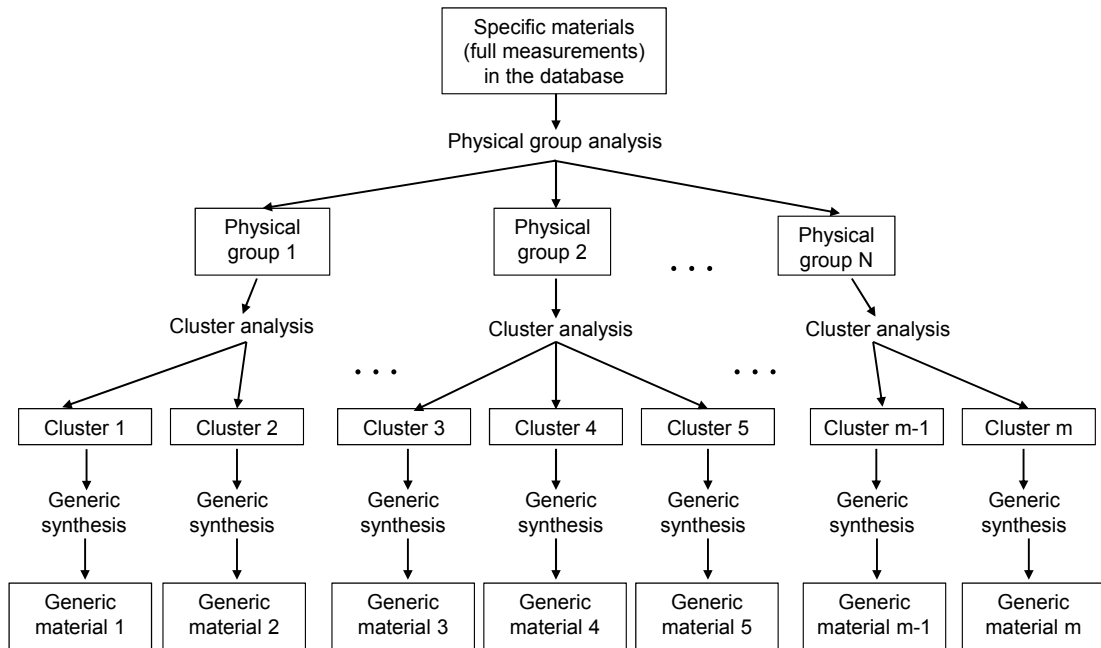 Specific materials
(full measurements)
in the database
Physical group analysis
Physical
group 1
Physical
group 2
. . .
Physical
group N
Cluster analysis
Cluster analysis
Cluster analysis
. . .
. . .
Cluster 1
Cluster 2
Cluster 3
Cluster 4
Cluster 5
Cluster m-1
Cluster m
Generic
synthesis
Generic
synthesis
Generic
synthesis
Generic
synthesis
Generic
synthesis
Generic
synthesis
Generic
synthesis
Generic
material 1
Generic
material 2
Generic
material 3
Generic
material 4
Generic
material 5
Generic
material m-1
Generic
material m